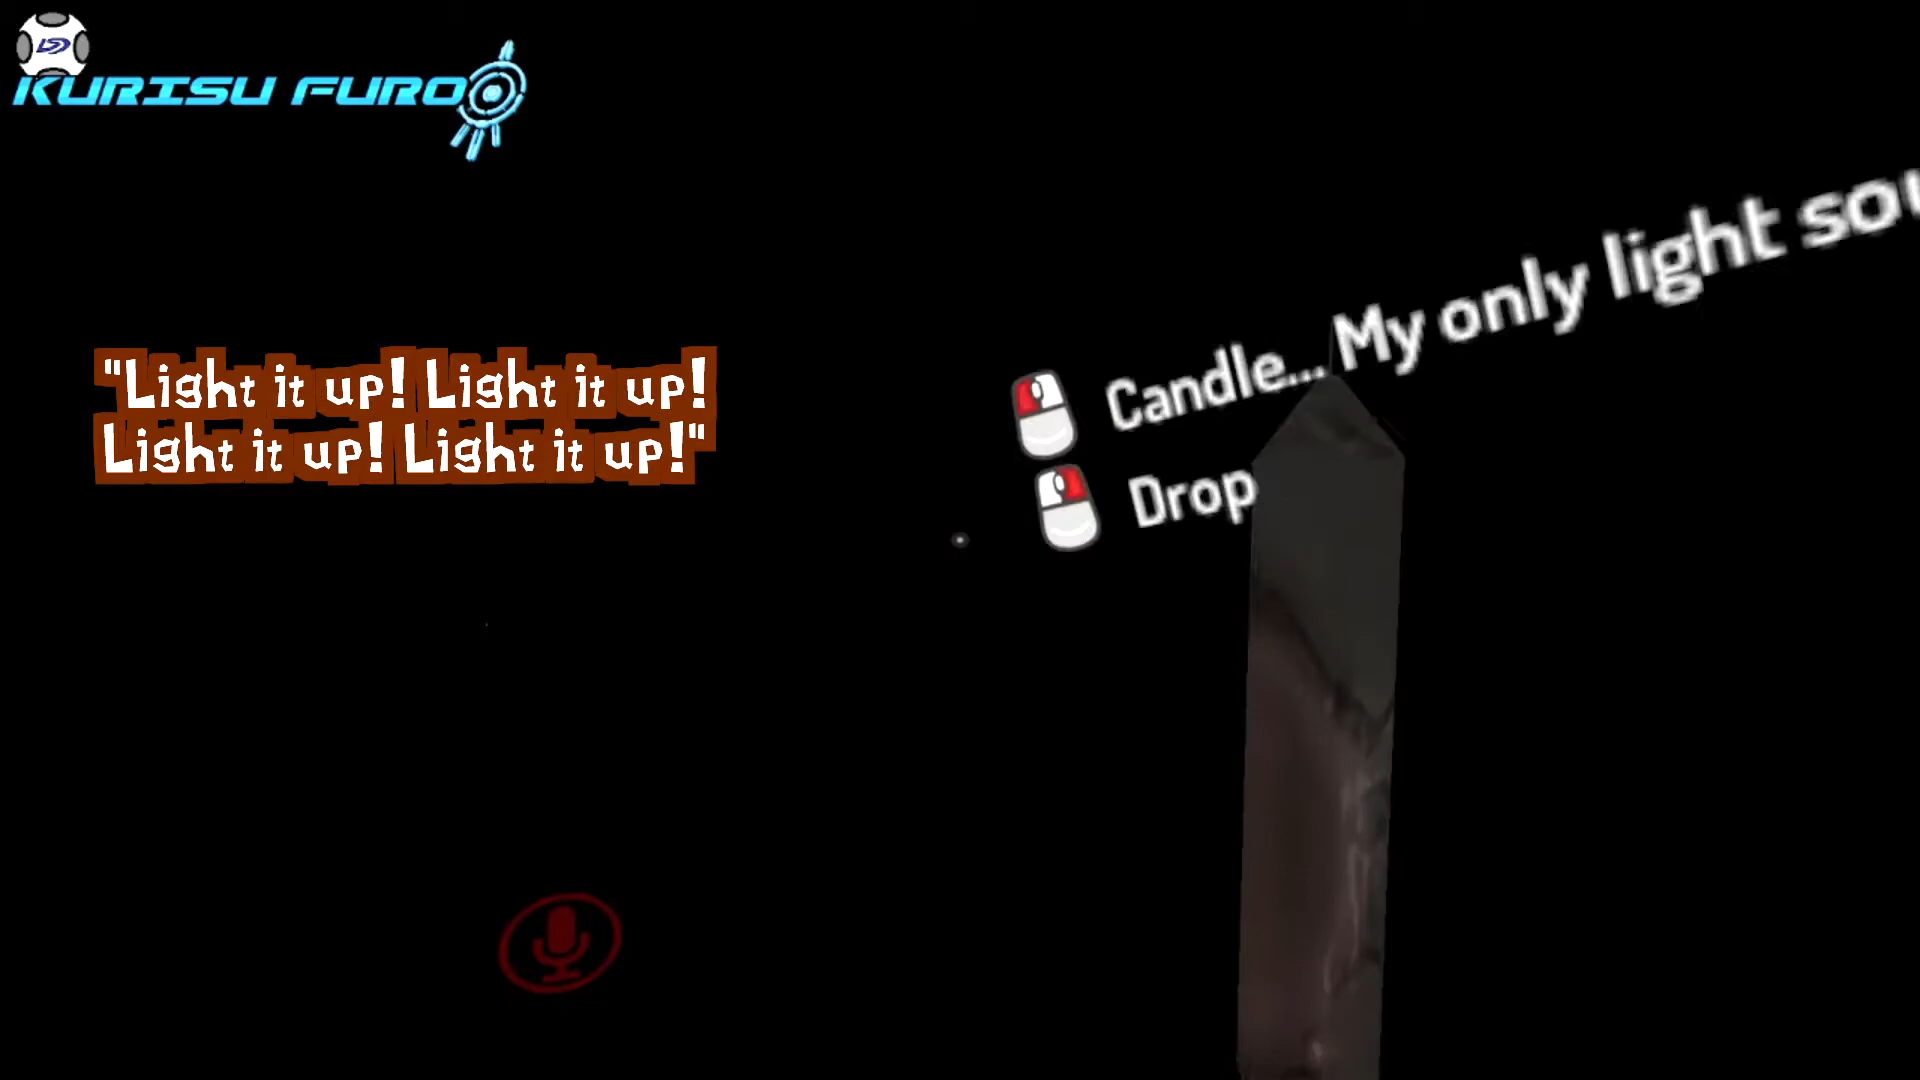 LSD
KURISU FURO
"Light it up! Light it up!
Light it up! Light it up!"
Candle... My only light
Drop